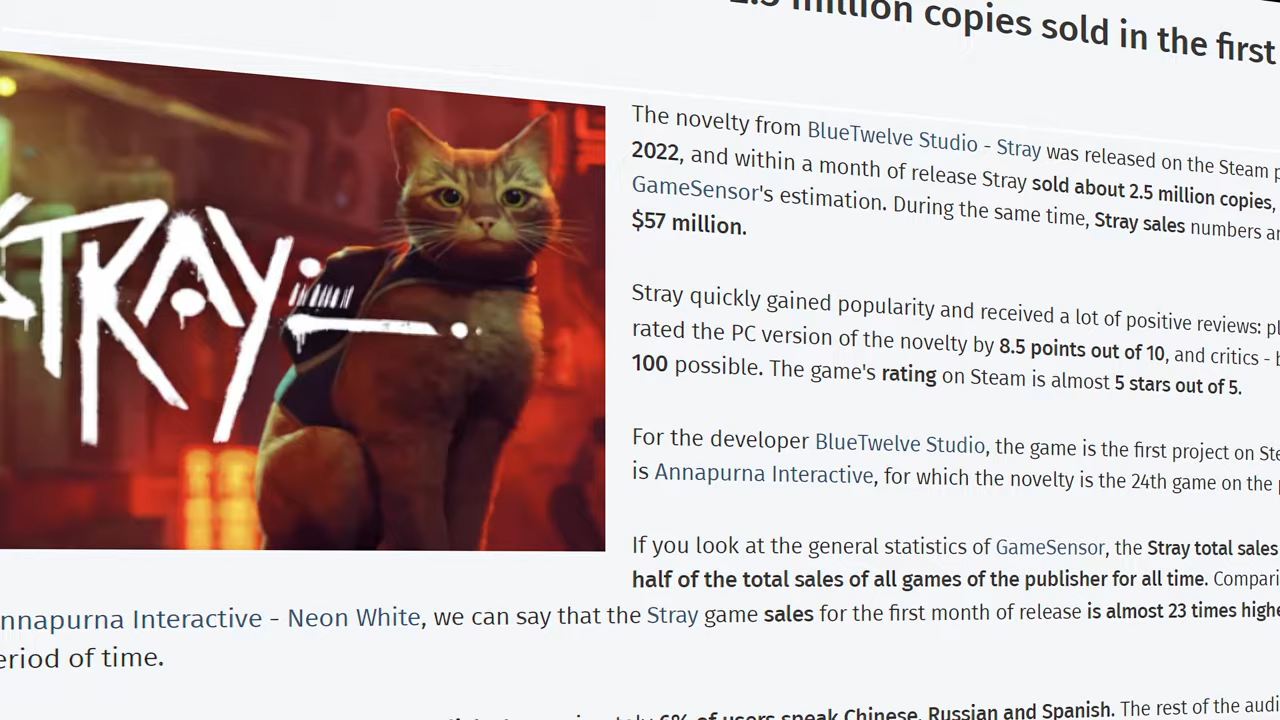 million copies sold in the first
STRAY
The novelty from BlueTwelve Studio - Stray was released on the Steam
2022, and within a month of release Stray sold about 2.5 million copies,
GameSensor's estimation. During the same time, Stray sales numbers
$57 million.
Stray quickly gained popularity and received a lot of positive reviews:
rated the PC version of the novelty by 8.5 points out of 10, and critics -
100 possible. The game's rating on Steam is almost 5 stars out of 5.
For the developer BlueTwelve Studio, the game is the first project on
is Annapurna Interactive, for which the novelty is the 24th game on the
If you look at the general statistics of GameSensor, the Stray total sales
half of the total sales of all games of the publisher for all time.
nnapurna Interactive - Neon White, we can say that the Stray game sales for the first month of release is almost 23 times
eriod of time.
6% of users speak Chinese, Russian and Spanish. The rest of the